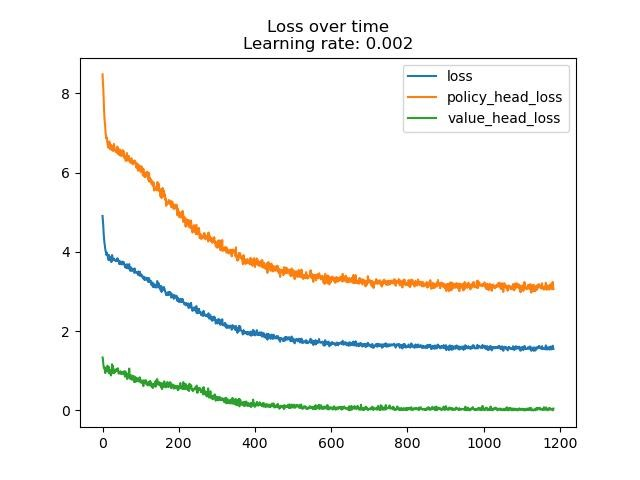 Loss over time
Learning rate: 0.002
loss
policy_head_loss
value_head_loss
8
6
4
2
0
0 200 400 600 800 1000 1200